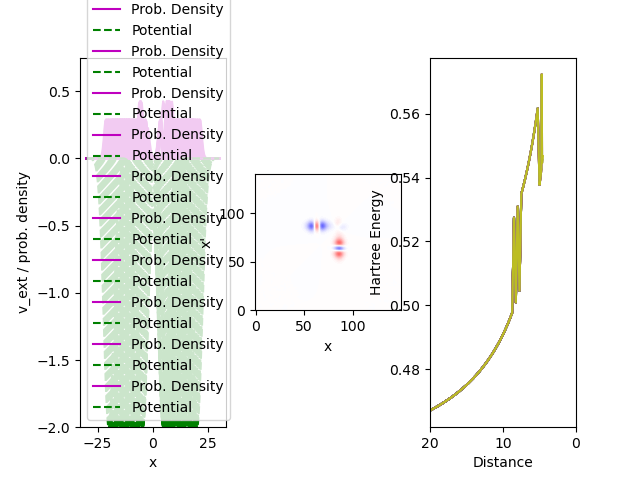 Prob. Density
Potential
Prob. Density
Potential
Prob. Density
Potential
Prob. Density
Potential
Prob. Density
Potential
Prob. Density
Potential
Prob. Density
Potential
Prob. Density
Potential
Prob. Density
Potential
Prob. Density
Potential
0.5
0.0
−0.5
−1.0
−1.5
−2.0
v_ext / prob. density
−25
0
25
x
100
50
0
x'
0
50
100
x
0.56
0.54
0.52
0.50
0.48
Hartree Energy
20
10
0
Distance